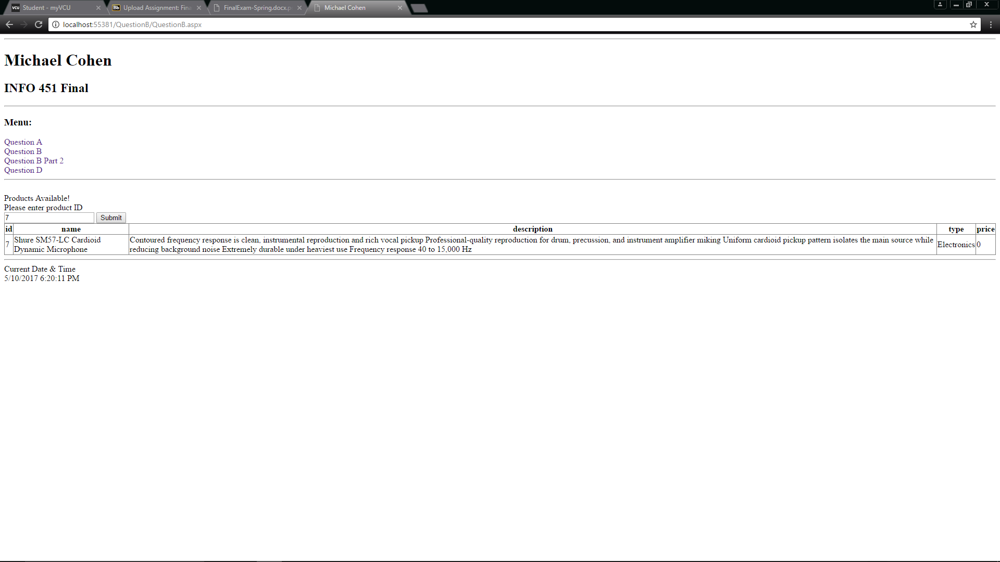 VCU Student - myVCU
Bb Upload Assignment: Fina
FinalExam-Spring.docx.p
Michael Cohen
localhost:55381/QuestionB/QuestionB.aspx
Michael Cohen
INFO 451 Final
Menu:
Question A
Question B
Question B Part 2
Question D
Products Available!
Please enter product ID
7 Submit
id name description type price
7 Shure SM57-LC Cardioid Dynamic Microphone Contoured frequency response is clean, instrumental reproduction and rich vocal pickup Professional-quality reproduction for drum, precussion, and instrument amplifier miking Uniform cardioid pickup pattern isolates the main source while reducing background noise Extremely durable under heaviest use Frequency response 40 to 15,000 Hz Electronics 0
Current Date & Time
5/10/2017 6:20:11 PM